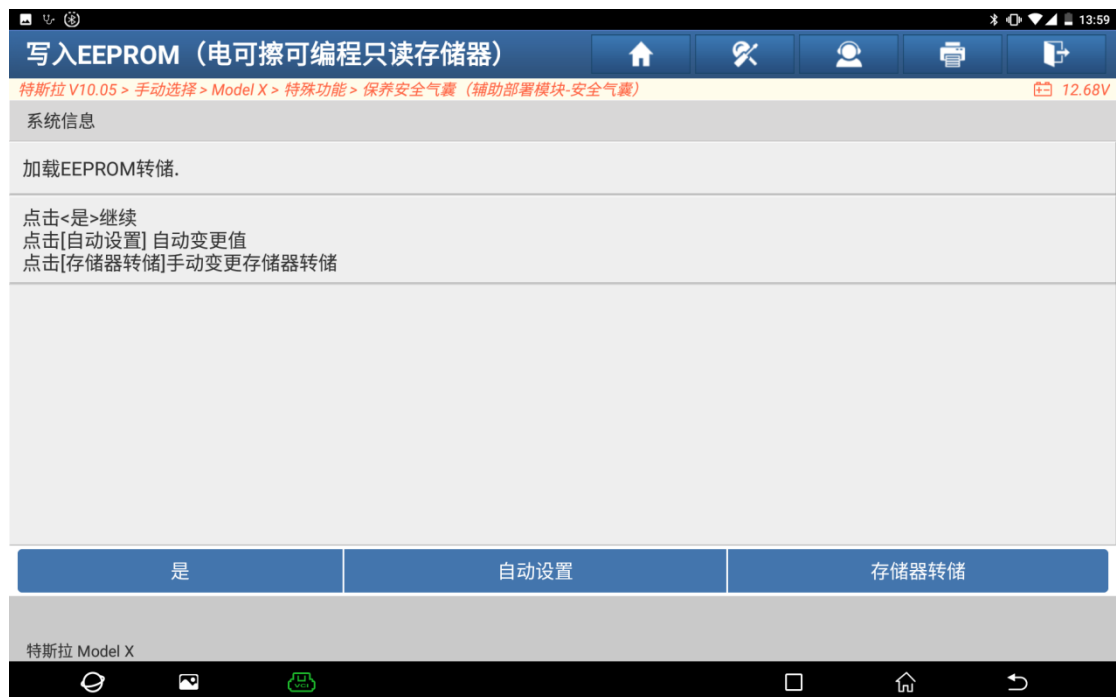 13:59
写入EEPROM（电可擦可编程只读存储器）
特斯拉 V10.05 > 手动选择 > Model X > 特殊功能 > 保养安全气囊（辅助部署模块-安全气囊）
12.68V
系统信息
加载EEPROM转储.
点击<是>继续
点击[自动设置] 自动变更值
点击[存储器转储]手动变更存储器转储
是
自动设置
存储器转储
特斯拉 Model X
VCI